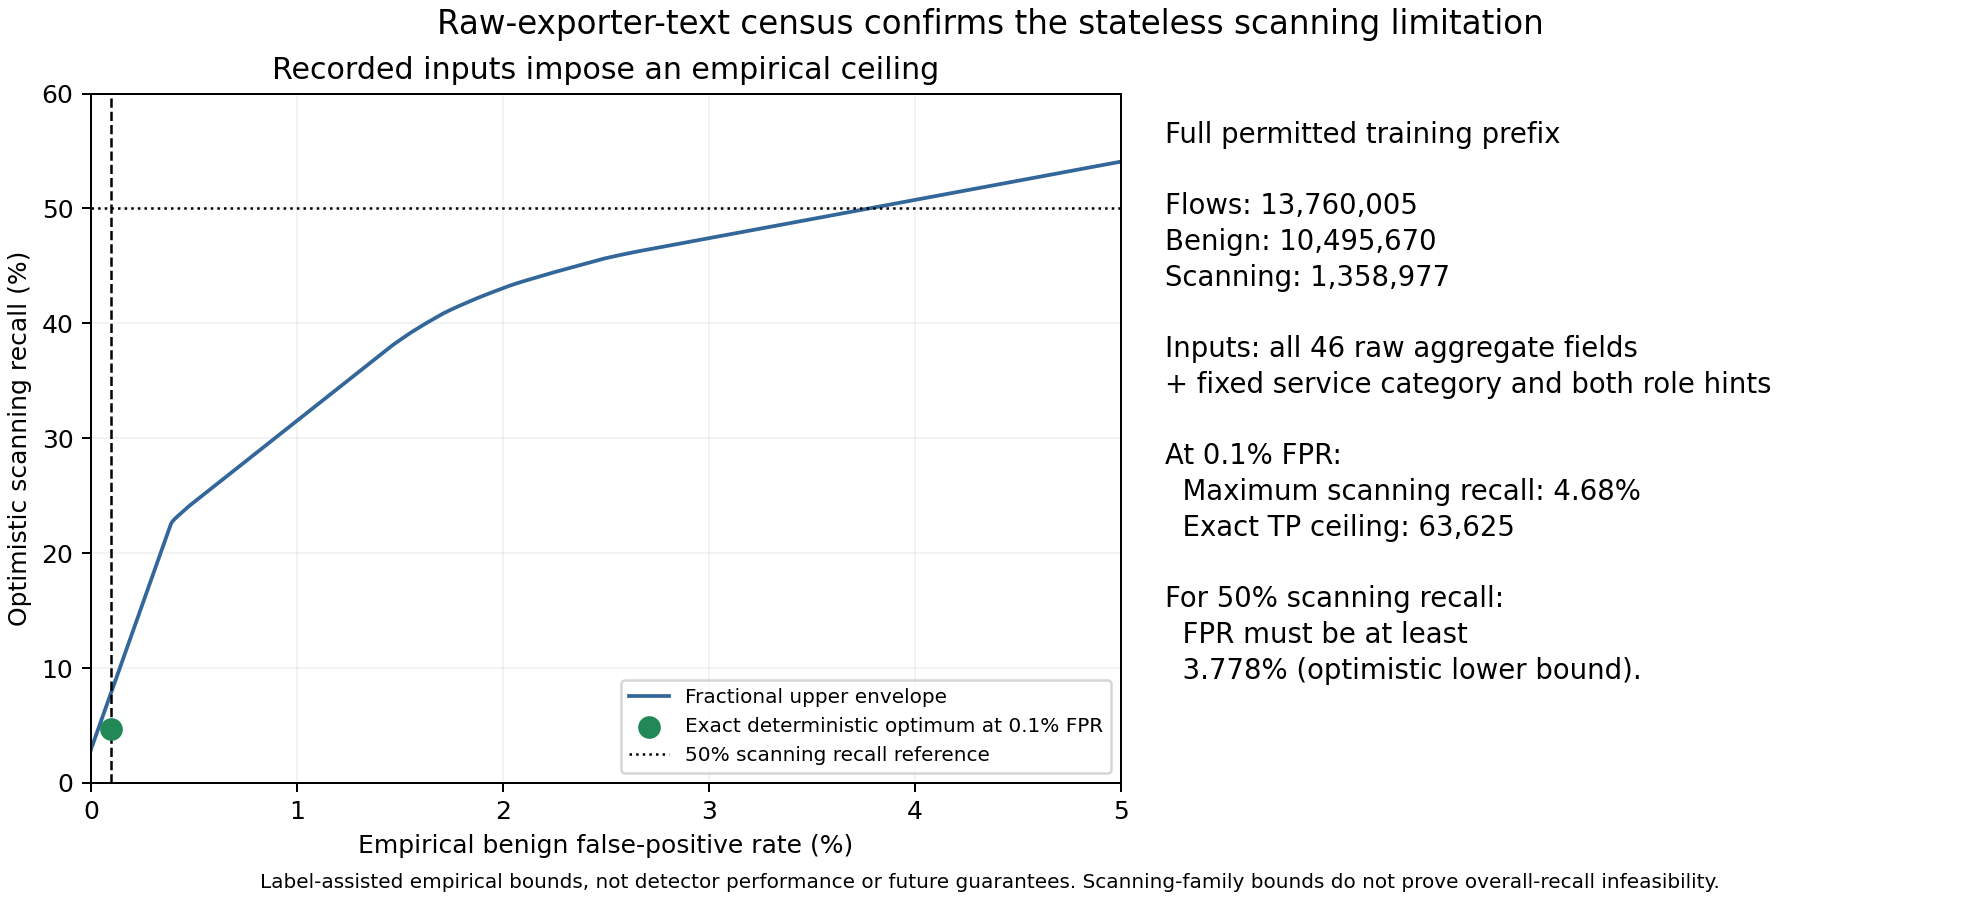 Raw-exporter-text census confirms the stateless scanning limitation
Recorded inputs impose an empirical ceiling
60
50
40
30
20
10
0
Optimistic scanning recall (%)
0 1 2 3 4 5
Empirical benign false-positive rate (%)
Fractional upper envelope
Exact deterministic optimum at 0.1% FPR
50% scanning recall reference
Full permitted training prefix
Flows: 13,760,005
Benign: 10,495,670
Scanning: 1,358,977
Inputs: all 46 raw aggregate fields
+ fixed service category and both role hints
At 0.1% FPR:
Maximum scanning recall: 4.68%
Exact TP ceiling: 63,625
For 50% scanning recall:
FPR must be at least
3.778% (optimistic lower bound).
Label-assisted empirical bounds, not detector performance or future guarantees. Scanning-family bounds do not prove overall-recall infeasibility.